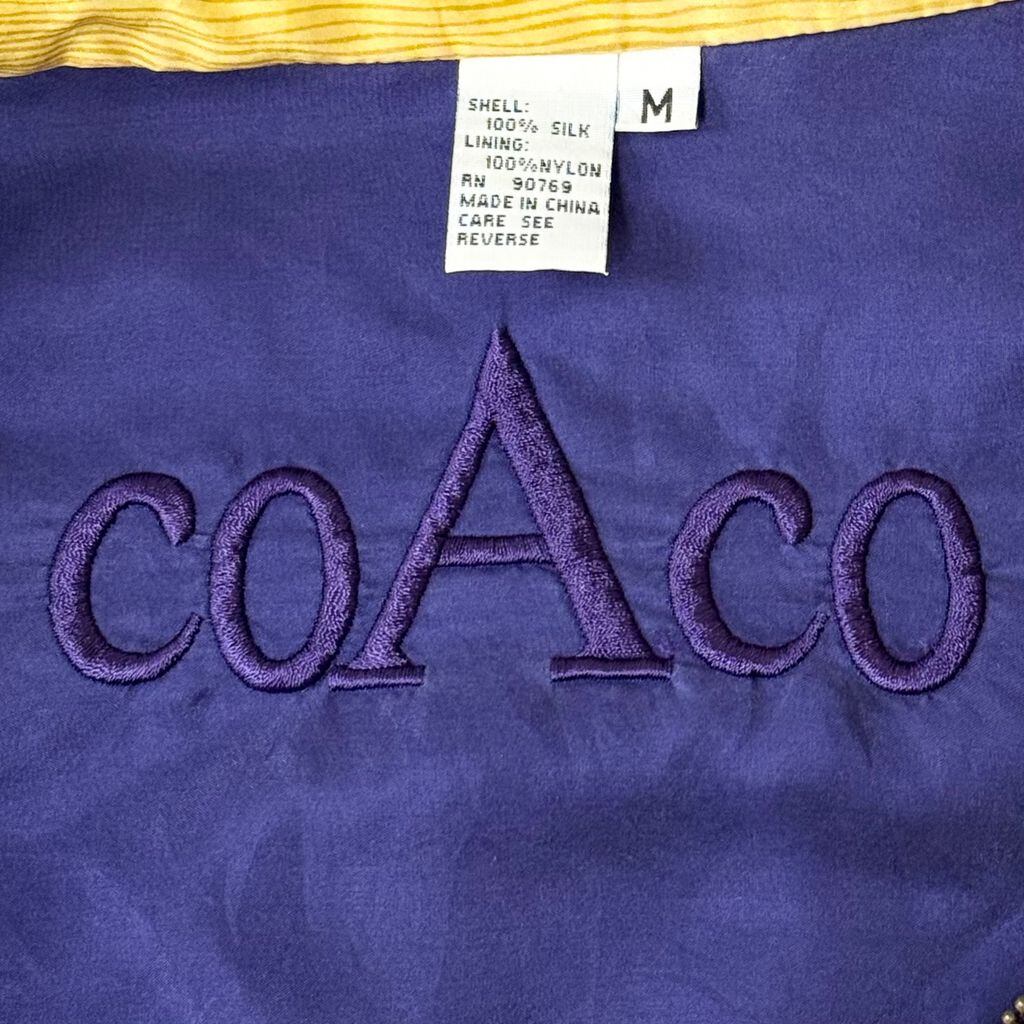 SHELL:
100% SILK
LINING:
100%NYLON
RN 90769
MADE IN CHINA
CARE SEE
REVERSE
M
coAco